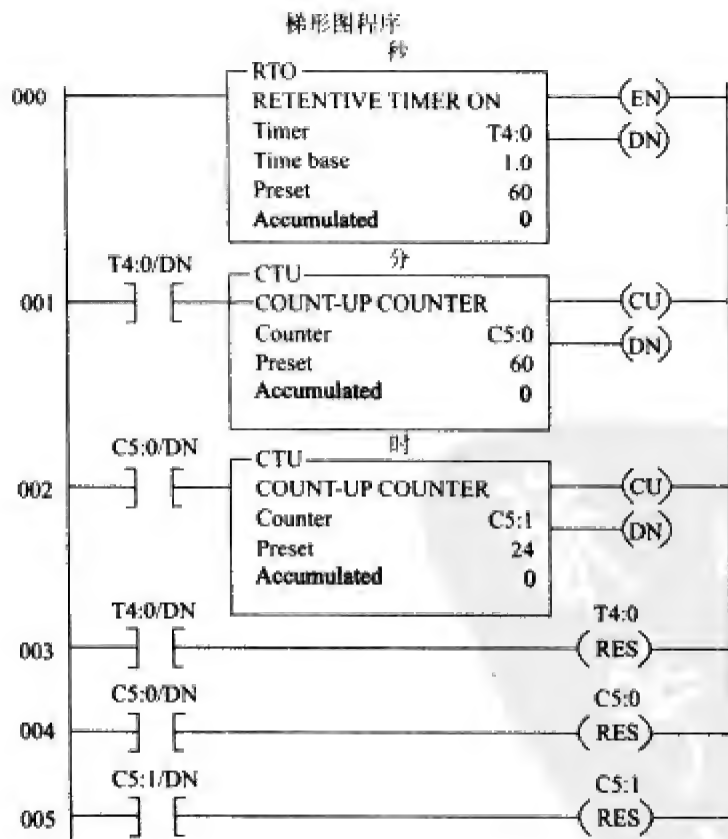 梯形图程序
秒
RTO
000
RETENTIVE TIMER ON
EN
Timer T4:0
DN
Time base 1.0
Preset 60
Accumulated 0
T4:0/DN
分
CTU
001
COUNT-UP COUNTER
CU
Counter C5:0
DN
Preset 60
Accumulated 0
C5:0/DN
时
CTU
002
COUNT-UP COUNTER
CU
Counter C5:1
DN
Preset 24
Accumulated 0
T4:0/DN
T4:0
003
RES
C5:0/DN
C5:0
004
RES
C5:1/DN
C5:1
005
RES